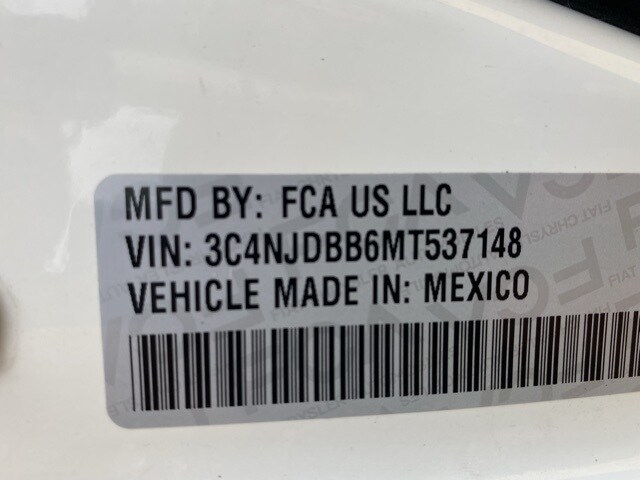 MFD BY: FCA US LLC
VIN: 3C4NJDBB6MT537148
VEHICLE MADE IN: MEXICO